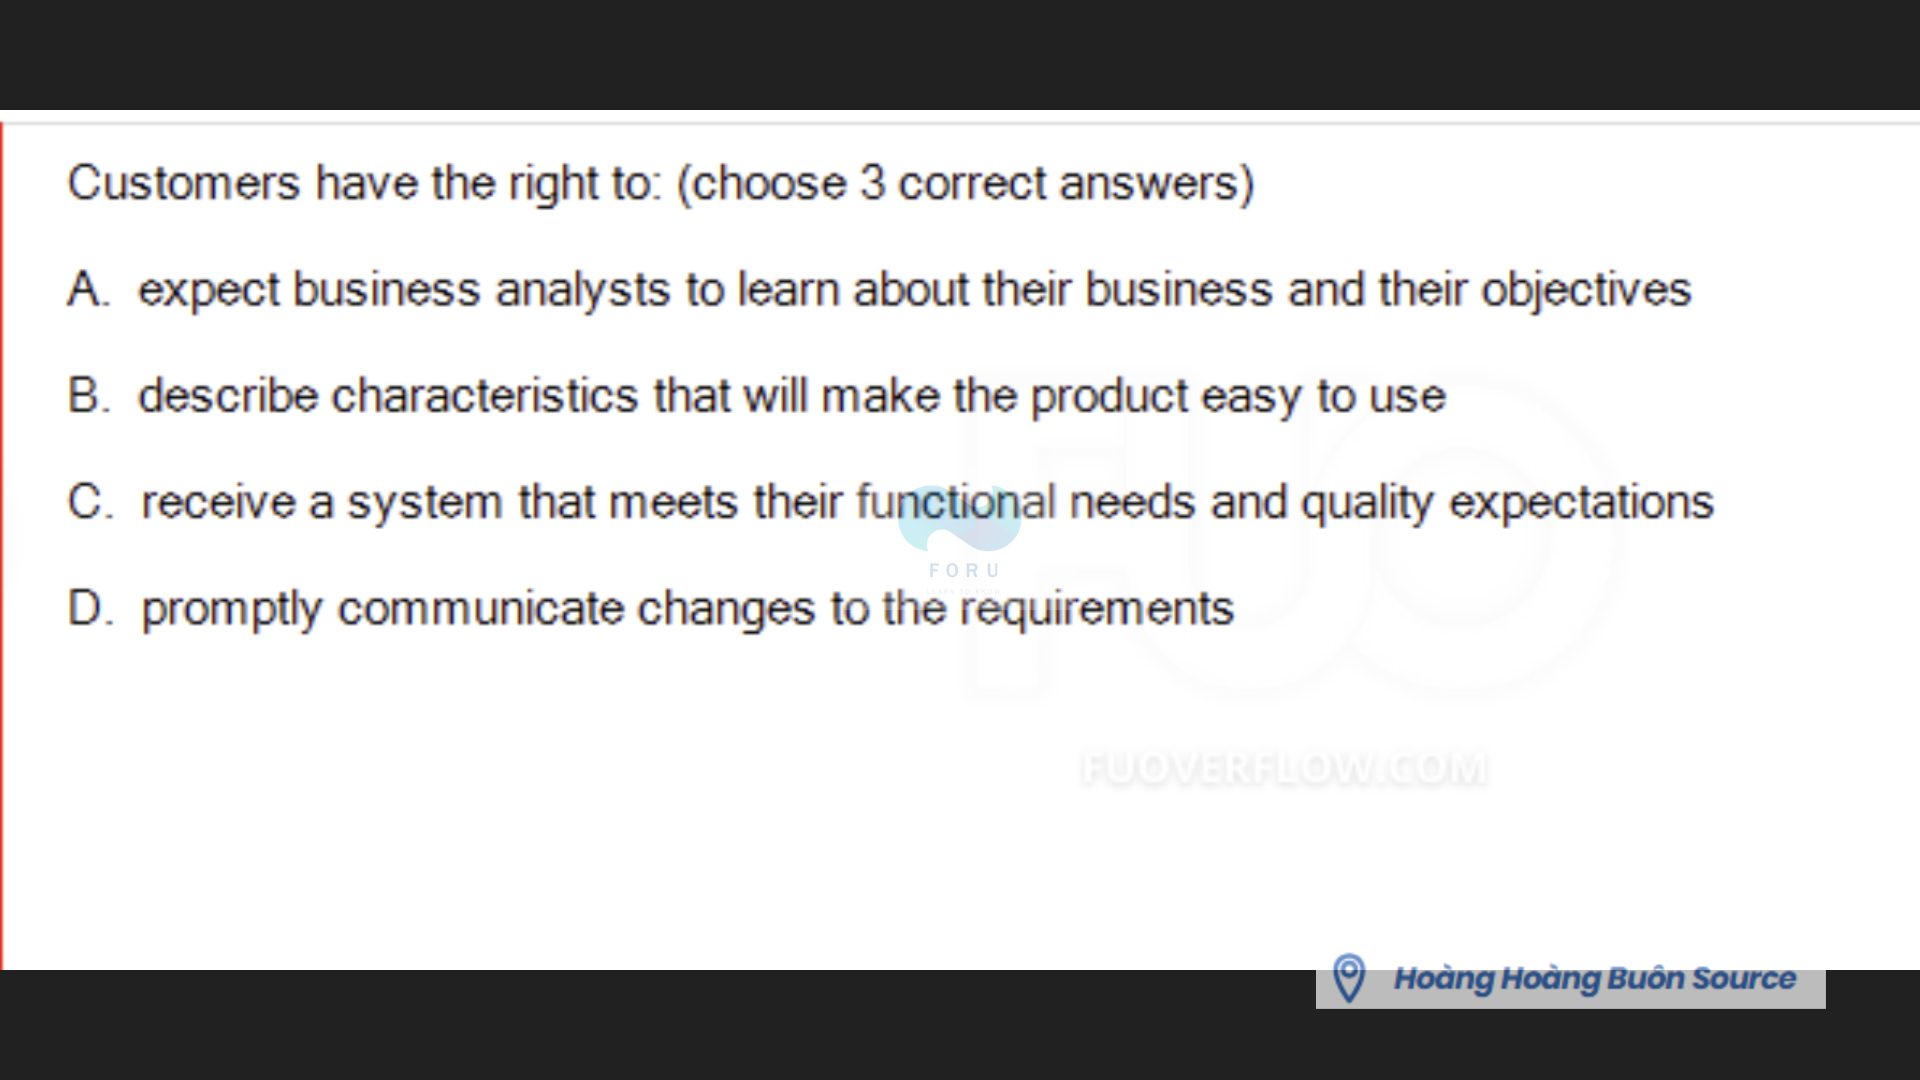 Customers have the right to: (choose 3 correct answers)
A. expect business analysts to learn about their business and their objectives
B. describe characteristics that will make the product easy to use
C. receive a system that meets their functional needs and quality expectations
FORU
D. promptly communicate changes to the requirements
FUO
FUOVERFLOW.COM
Hoàng Hoàng Buôn Source